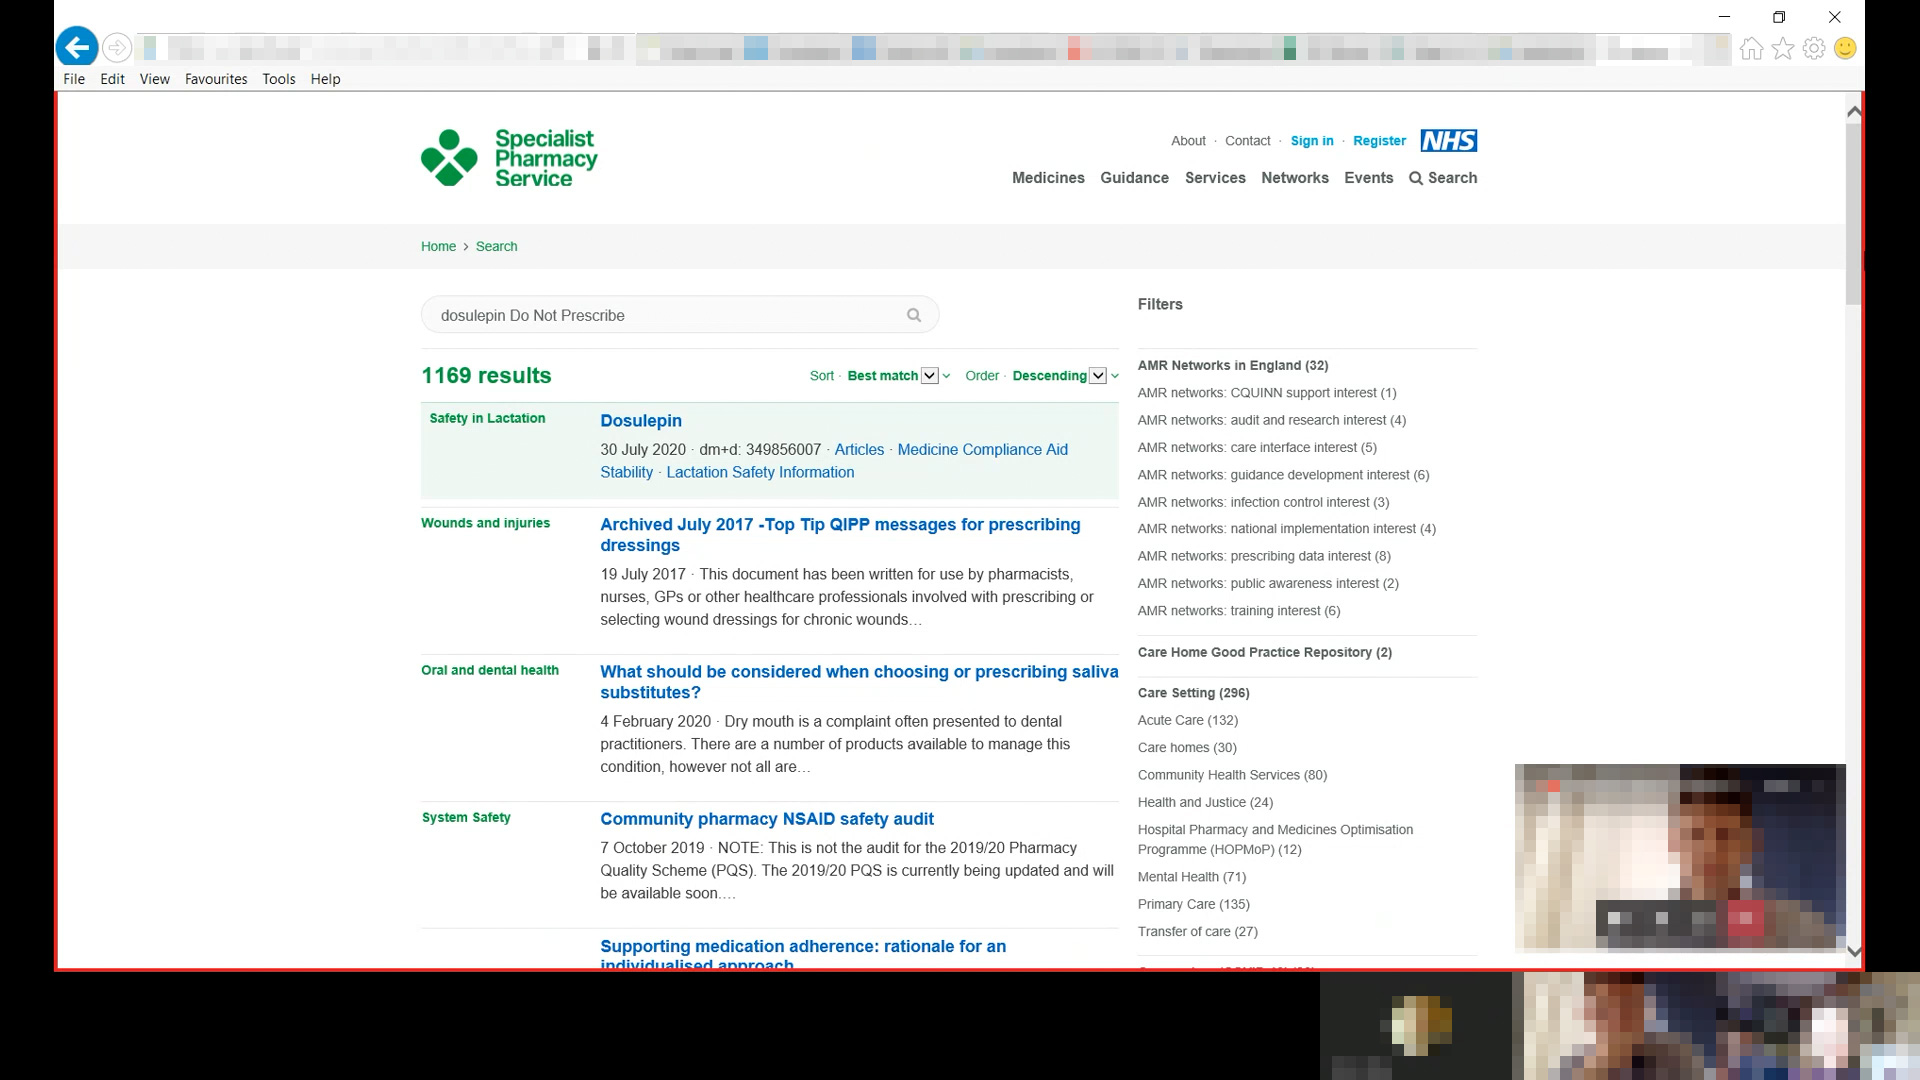 File Edit View Favourites Tools Help
Specialist
Pharmacy
Service
About · Contact · Sign in · Register NHS
Medicines Guidance Services Networks Events Search
Home > Search
dosulepin Do Not Prescribe
1169 results
Sort · Best match Order · Descending
Safety in Lactation
Dosulepin
30 July 2020 · dm+d: 349856007 · Articles · Medicine Compliance Aid
Stability · Lactation Safety Information
Wounds and injuries
Archived July 2017 -Top Tip QIPP messages for prescribing
dressings
19 July 2017 · This document has been written for use by pharmacists,
nurses, GPs or other healthcare professionals involved with prescribing or
selecting wound dressings for chronic wounds…
Oral and dental health
What should be considered when choosing or prescribing saliva
substitutes?
4 February 2020 · Dry mouth is a complaint often presented to dental
practitioners. There are a number of products available to manage this
condition, however not all are…
System Safety
Community pharmacy NSAID safety audit
7 October 2019 · NOTE: This is not the audit for the 2019/20 Pharmacy
Quality Scheme (PQS). The 2019/20 PQS is currently being updated and will
be available soon.…
Supporting medication adherence: rationale for an
individualised approach
Filters
AMR Networks in England (32)
AMR networks: CQUINN support interest (1)
AMR networks: audit and research interest (4)
AMR networks: care interface interest (5)
AMR networks: guidance development interest (6)
AMR networks: infection control interest (3)
AMR networks: national implementation interest (4)
AMR networks: prescribing data interest (8)
AMR networks: public awareness interest (2)
AMR networks: training interest (6)
Care Home Good Practice Repository (2)
Care Setting (296)
Acute Care (132)
Care homes (30)
Community Health Services (80)
Health and Justice (24)
Hospital Pharmacy and Medicines Optimisation
Programme (HOPMoP) (12)
Mental Health (71)
Primary Care (135)
Transfer of care (27)